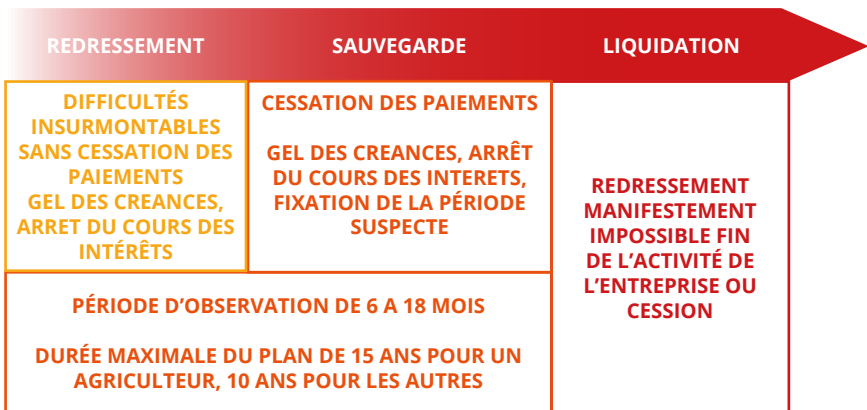 REDRESSEMENT
SAUVEGARDE
LIQUIDATION
DIFFICULTÉS
INSURMONTABLES
SANS CESSATION DES
PAIEMENTS
GEL DES CREANCES,
ARRET DU COURS DES
INTÉRÊTS
CESSATION DES PAIEMENTS
GEL DES CREANCES, ARRÊT
DU COURS DES INTERETS,
FIXATION DE LA PÉRIODE
SUSPECTE
REDRESSEMENT
MANIFESTEMENT
IMPOSSIBLE FIN
DE L’ACTIVITÉ DE
L’ENTREPRISE OU
CESSION
PÉRIODE D’OBSERVATION DE 6 A 18 MOIS
DURÉE MAXIMALE DU PLAN DE 15 ANS POUR UN
AGRICULTEUR, 10 ANS POUR LES AUTRES